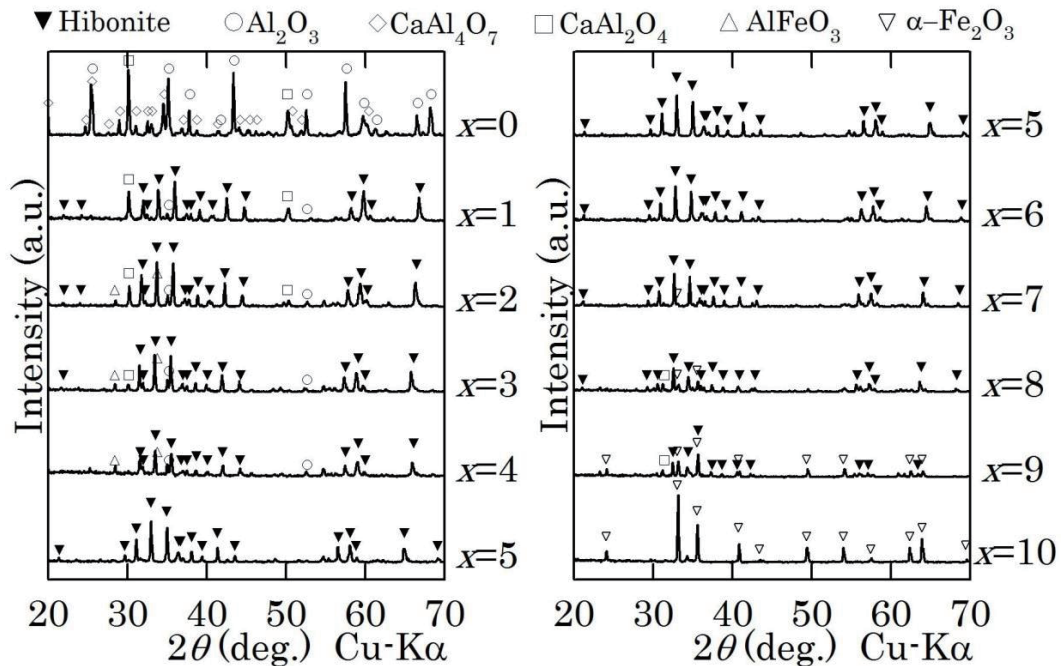 ▼Hibonite ○Al₂O₃ ◇CaAl₄O₇ □CaAl₂O₄ △AlFeO₃ ▽α−Fe₂O₃
Intensity (a.u.)
x=0
x=1
x=2
x=3
x=4
x=5
20 30 40 50 60 70
2θ (deg.) Cu-Kα
Intensity (a.u.)
x=5
x=6
x=7
x=8
x=9
x=10
20 30 40 50 60 70
2θ (deg.) Cu-Kα